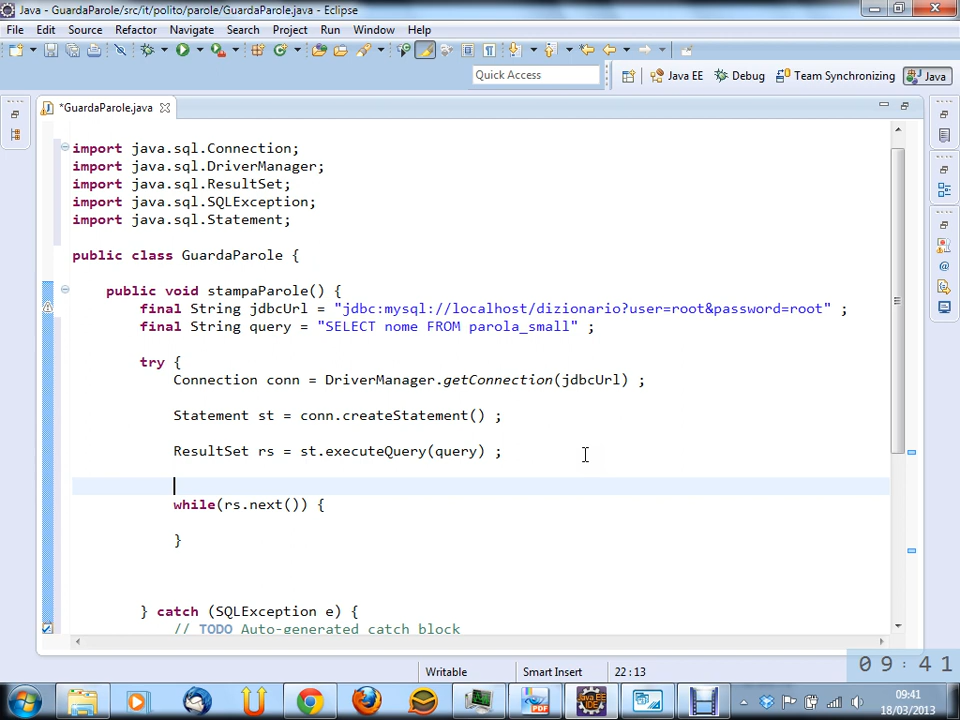 Java - GuardaParole/src/it/polito/parole/GuardaParole.java - Eclipse
File Edit Source Refactor Navigate Search Project Run Window Help
Quick Access
Java EE
Debug
Team Synchronizing
Java
*GuardaParole.java
import java.sql.Connection;
import java.sql.DriverManager;
import java.sql.ResultSet;
import java.sql.SQLException;
import java.sql.Statement;
public class GuardaParole {
public void stampaParole() {
final String jdbcUrl = "jdbc:mysql://localhost/dizionario?user=root&password=root" ;
final String query = "SELECT nome FROM parola_small" ;
try {
Connection conn = DriverManager.getConnection(jdbcUrl) ;
Statement st = conn.createStatement() ;
ResultSet rs = st.executeQuery(query) ;
while(rs.next()) {
}
} catch (SQLException e) {
// TODO Auto-generated catch block
Writable
Smart Insert
22 : 13
09:41
09:41
18/03/2013